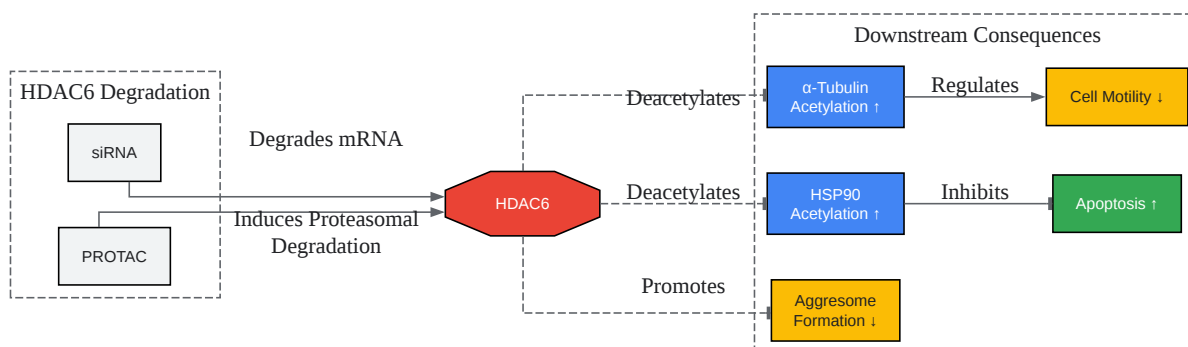 Downstream Consequences
HDAC6 Degradation
siRNA
PROTAC
Degrades mRNA
Induces Proteasomal
Degradation
HDAC6
Deacetylates
α-Tubulin
Acetylation ↑
Regulates
Cell Motility ↓
Deacetylates
HSP90
Acetylation ↑
Inhibits
Apoptosis ↑
Promotes
Aggresome
Formation ↓